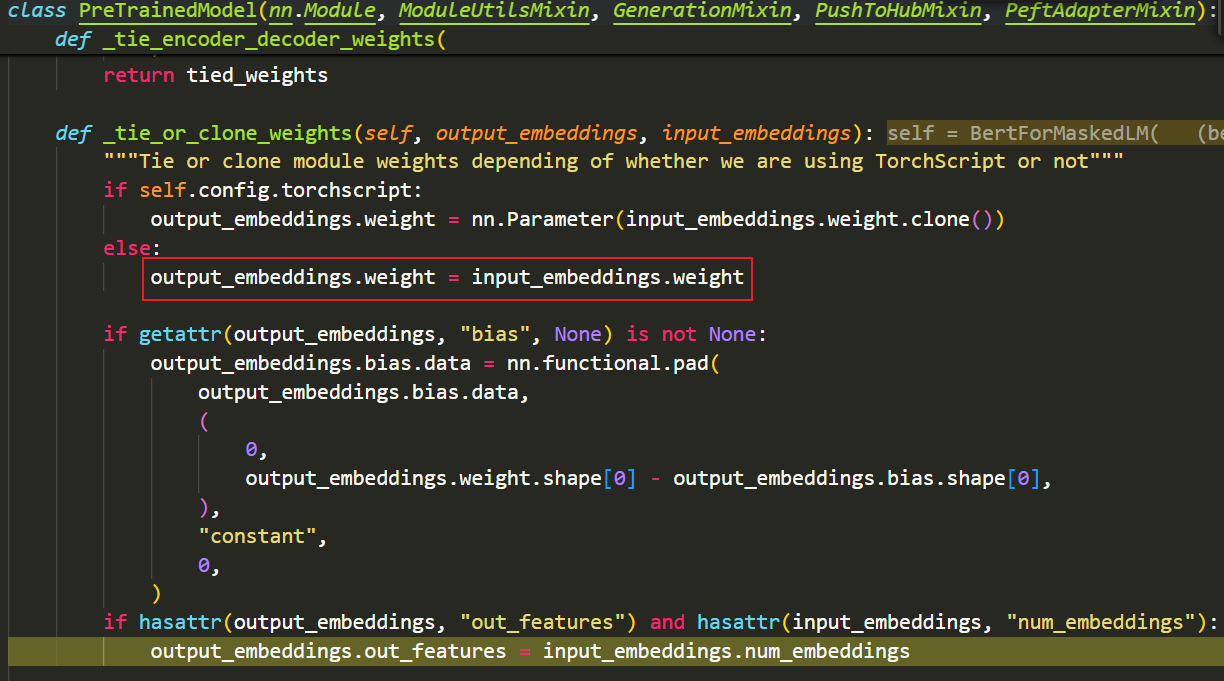 class PreTrainedModel(nn.Module, ModuleUtilsMixin, GenerationMixin, PushToHubMixin, PeftAdapterMixin):
def _tie_encoder_decoder_weights(
return tied_weights
def _tie_or_clone_weights(self, output_embeddings, input_embeddings): self = BertForMaskedLM( (be
"""Tie or clone module weights depending of whether we are using TorchScript or not"""
if self.config.torchscript:
output_embeddings.weight = nn.Parameter(input_embeddings.weight.clone())
else:
output_embeddings.weight = input_embeddings.weight
if getattr(output_embeddings, "bias", None) is not None:
output_embeddings.bias.data = nn.functional.pad(
output_embeddings.bias.data,
(
0,
output_embeddings.weight.shape[0] - output_embeddings.bias.shape[0],
),
"constant",
0,
)
if hasattr(output_embeddings, "out_features") and hasattr(input_embeddings, "num_embeddings"):
output_embeddings.out_features = input_embeddings.num_embeddings